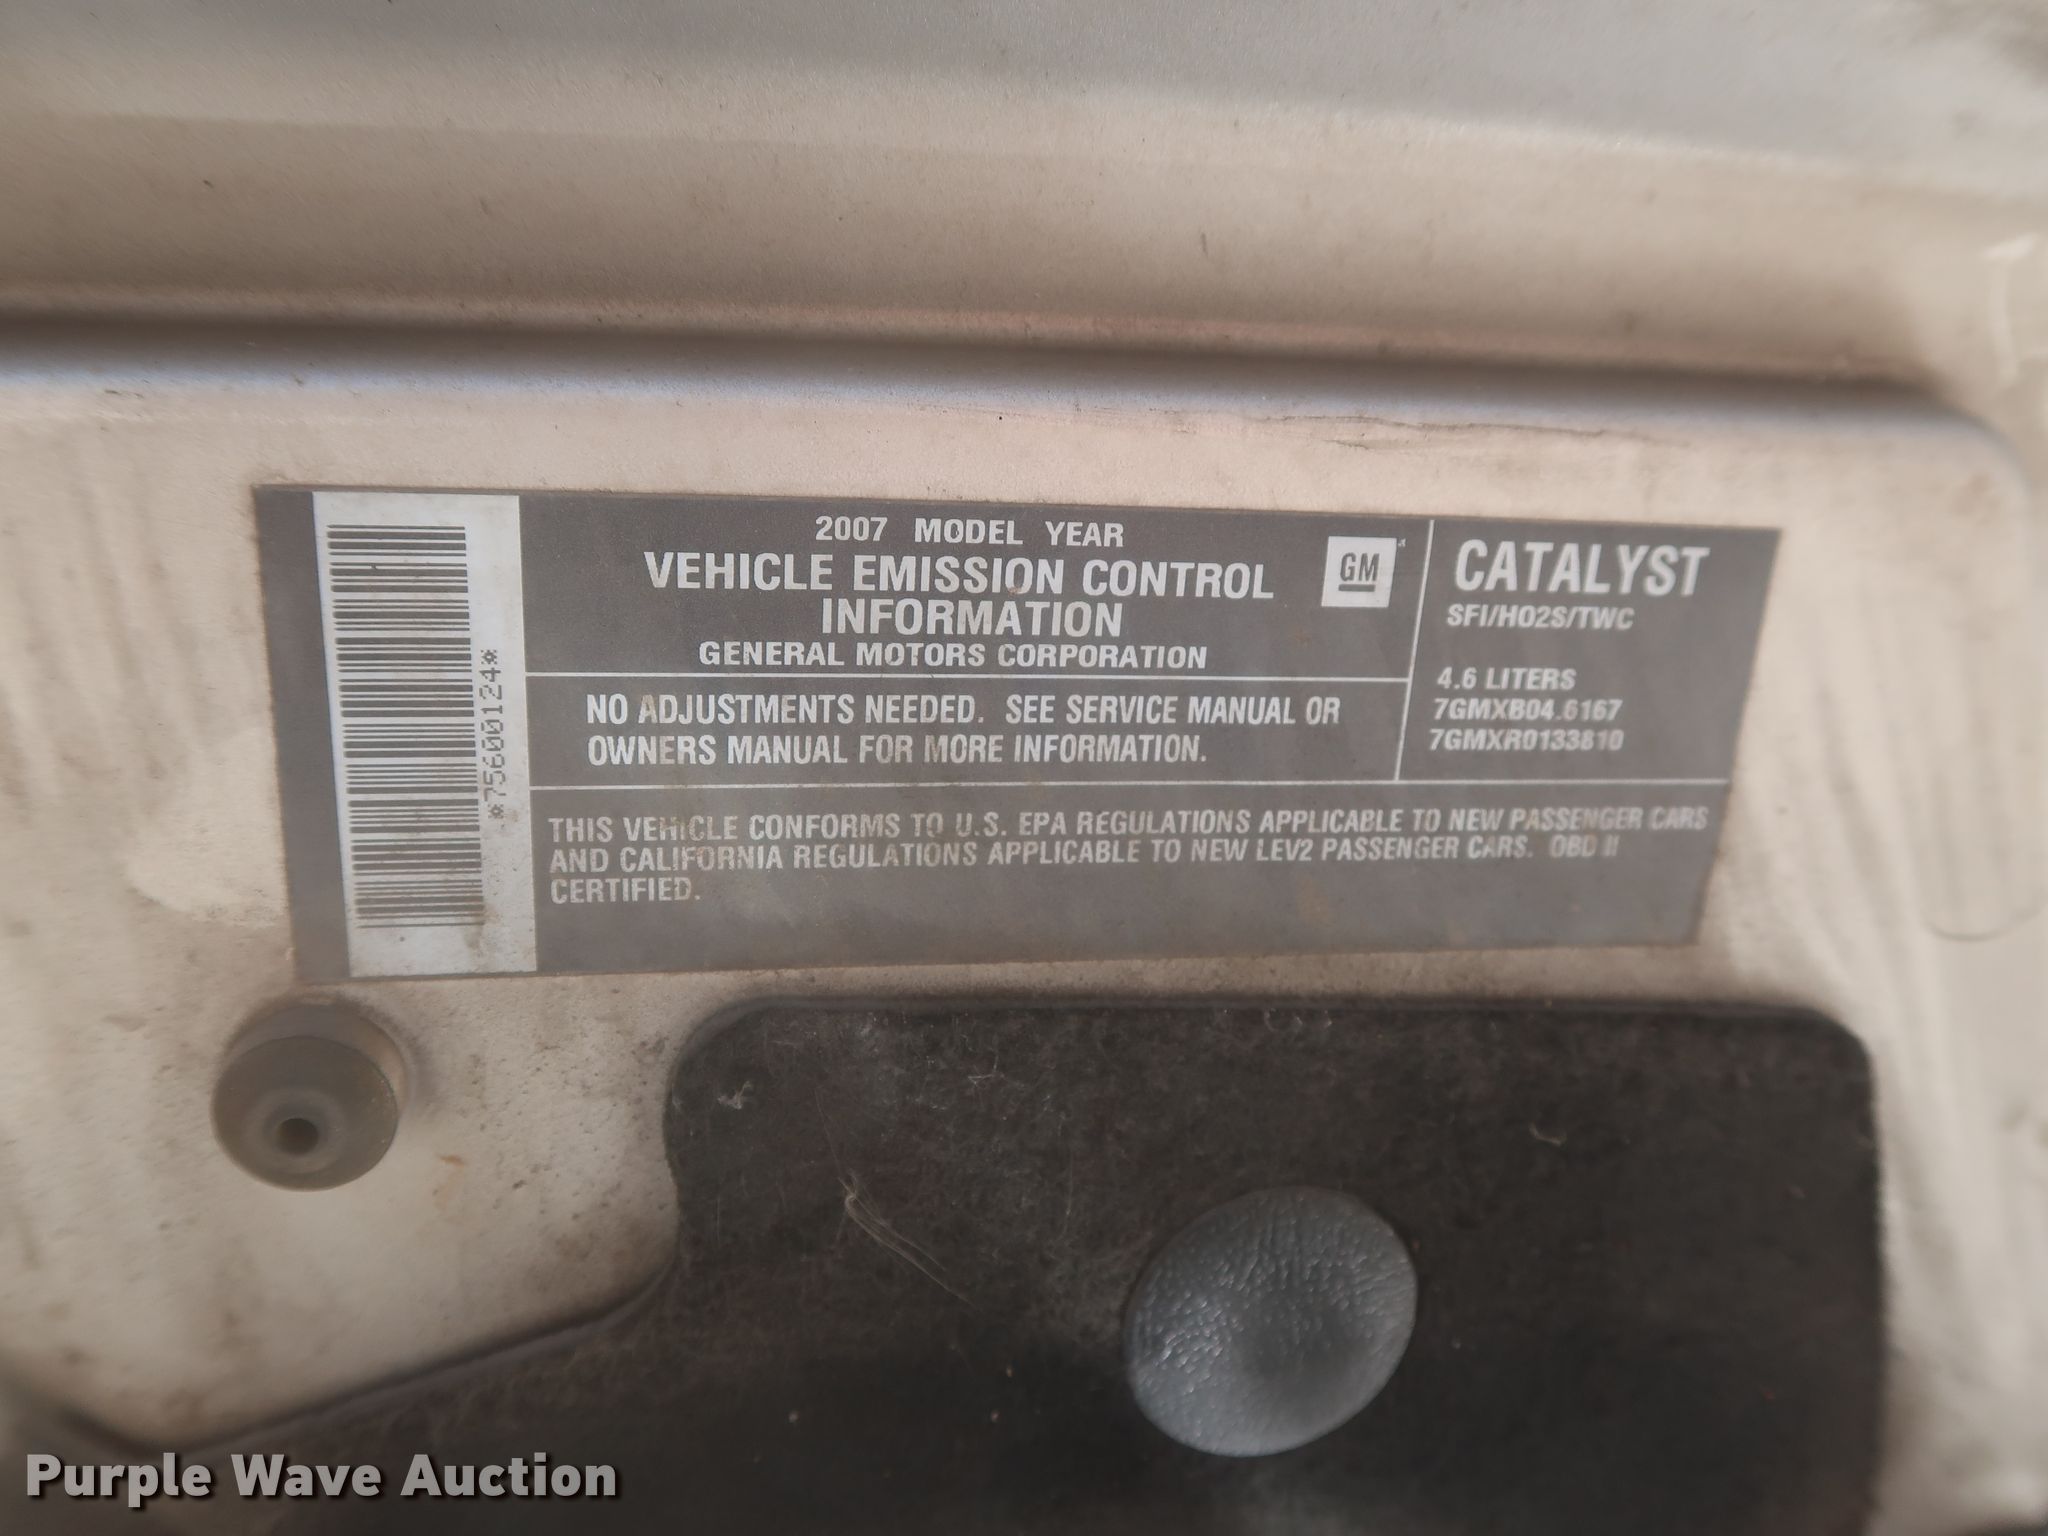 *75600124*
2007 MODEL YEAR
VEHICLE EMISSION CONTROL
INFORMATION
GENERAL MOTORS CORPORATION
GM
NO ADJUSTMENTS NEEDED. SEE SERVICE MANUAL OR
OWNERS MANUAL FOR MORE INFORMATION.
CATALYST
SFI/HO2S/TWC
4.6 LITERS
7GMXB04.6167
7GMXR0133810
THIS VEHICLE CONFORMS TO U.S. EPA REGULATIONS APPLICABLE TO NEW PASSENGER CARS
AND CALIFORNIA REGULATIONS APPLICABLE TO NEW LEV2 PASSENGER CARS. OBD II
CERTIFIED.
Purple Wave Auction